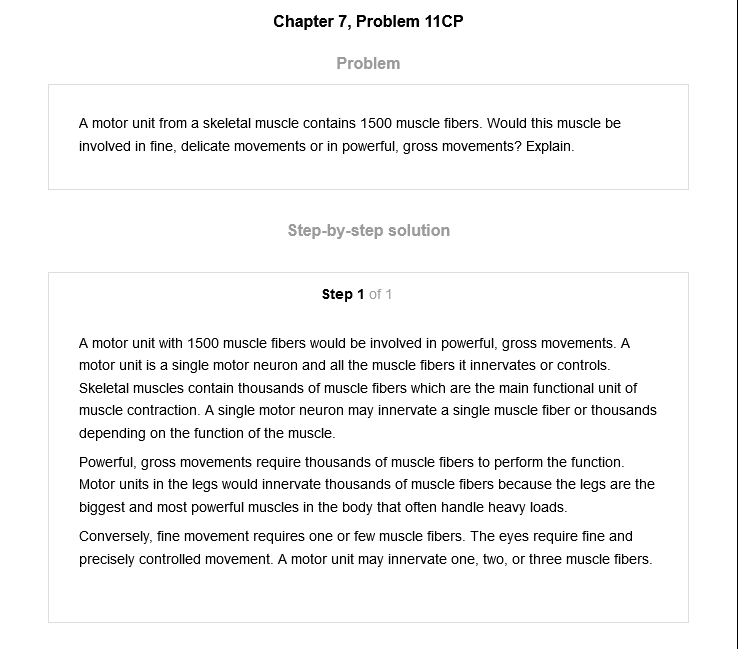 Chapter 7, Problem 11CP
Problem
A motor unit from a skeletal muscle contains 1500 muscle fibers. Would this muscle be
involved in fine, delicate movements or in powerful, gross movements? Explain.
Step-by-step solution
Step 1 of 1
A motor unit with 1500 muscle fibers would be involved in powerful, gross movements. A
motor unit is a single motor neuron and all the muscle fibers it innervates or controls.
Skeletal muscles contain thousands of muscle fibers which are the main functional unit of
muscle contraction. A single motor neuron may innervate a single muscle fiber or thousands
depending on the function of the muscle.
Powerful, gross movements require thousands of muscle fibers to perform the function.
Motor units in the legs would innervate thousands of muscle fibers because the legs are the
biggest and most powerful muscles in the body that often handle heavy loads.
Conversely, fine movement requires one or few muscle fibers. The eyes require fine and
precisely controlled movement. A motor unit may innervate one, two, or three muscle fibers.